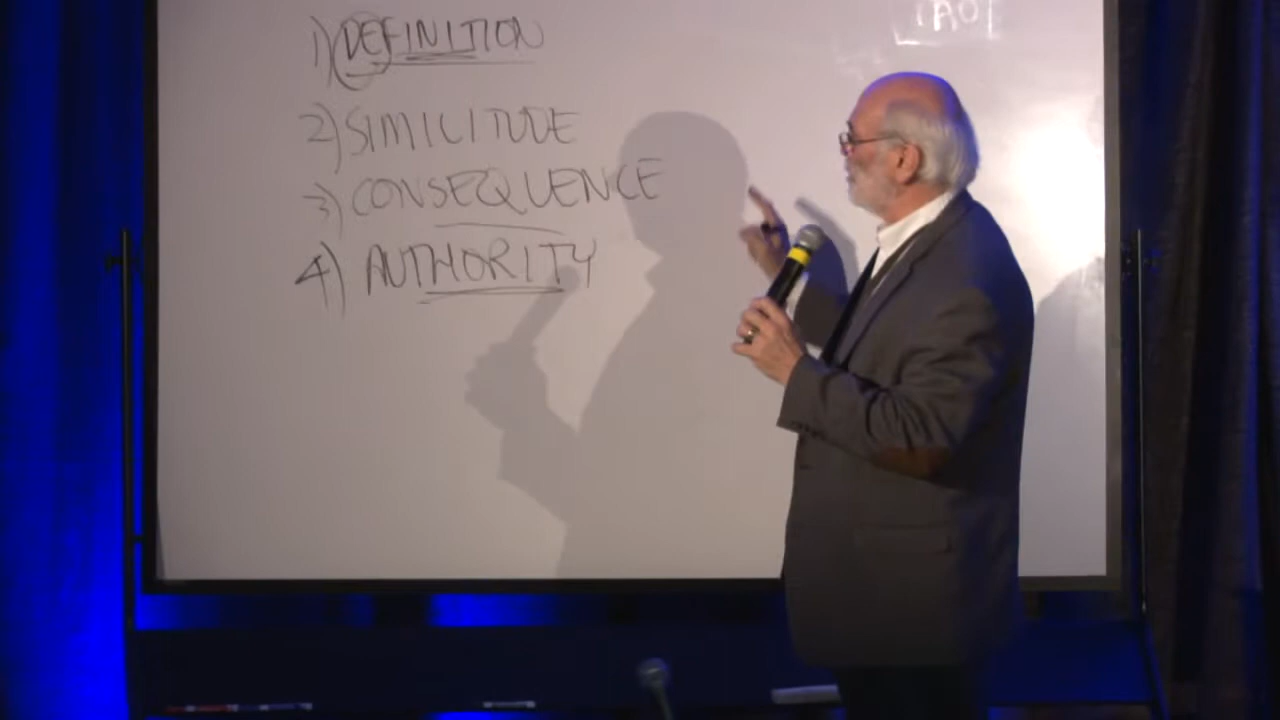 1) DEFINITION
2) SIMILITUDE
3) CONSEQUENCE
4) AUTHORITY